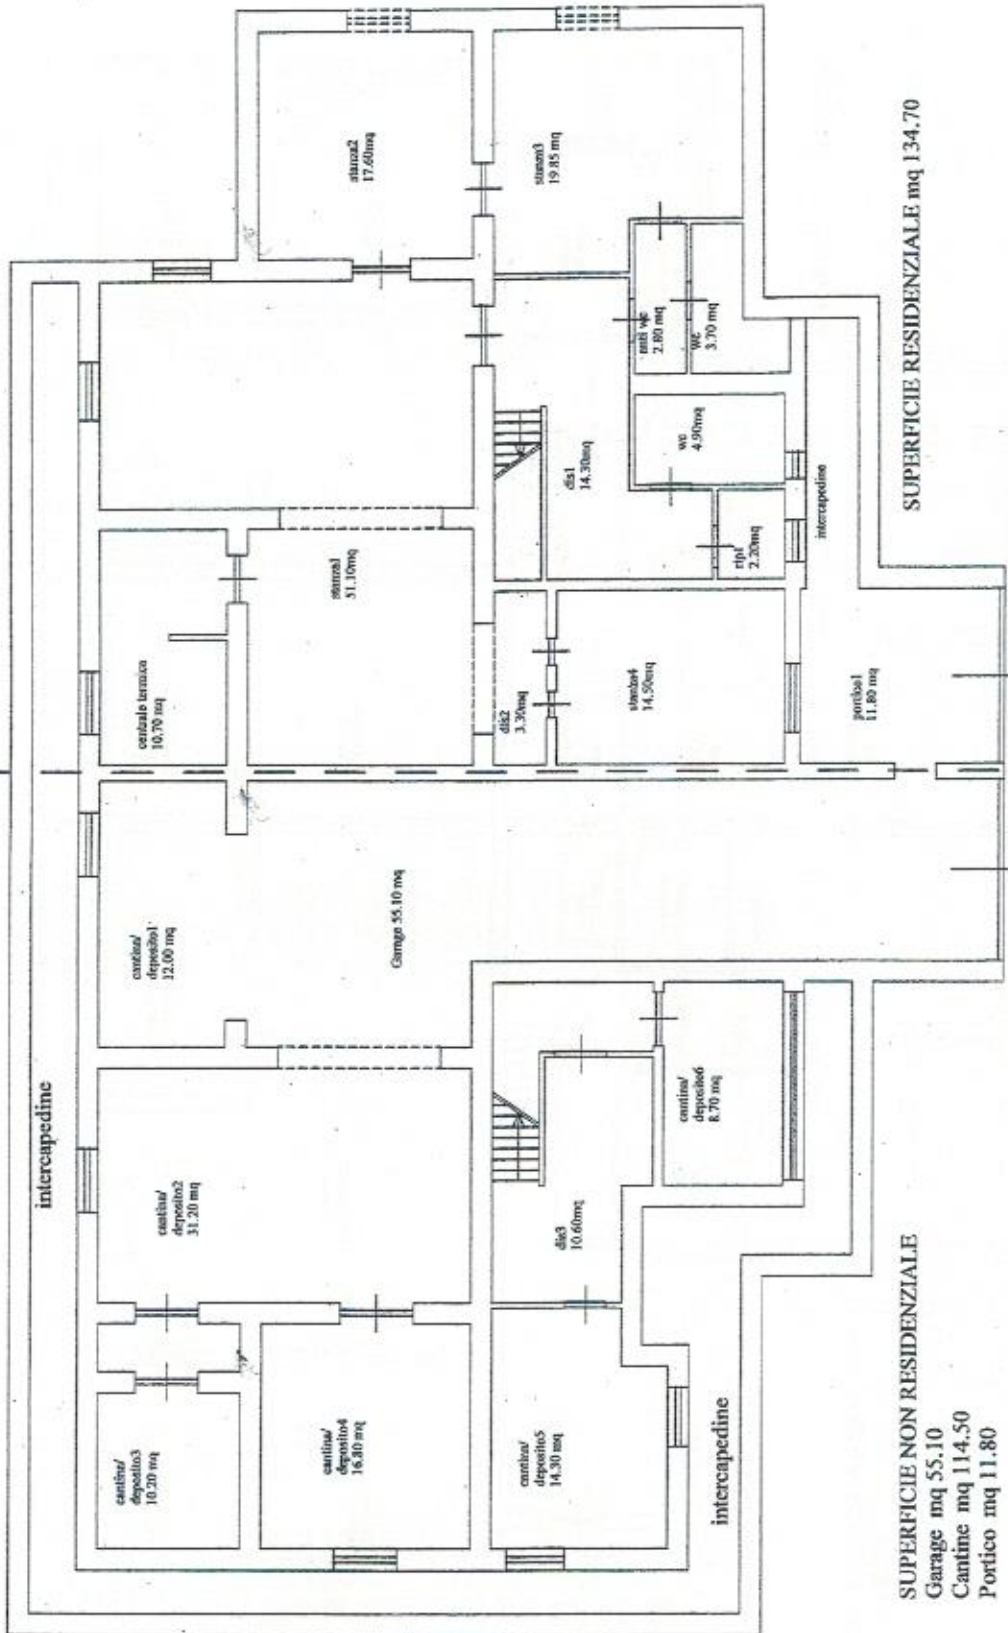 intercapedine
cantina/
deposito3
10.20 mq
cantina/
deposito2
31.20 mq
cantina/
deposito1
12.00 mq
centrale termica
10.70 mq
cantina/
deposito4
16.80 mq
Garage 55.10 mq
stanza1
51.10mq
stanza2
17.60mq
cantina/
deposito5
14.30 mq
dis3
10.60mq
cantina/
deposito6
8.70 mq
dis2
3.30mq
stanza4
14.50mq
dis1
14.30mq
rip1
2.20mq
wc
4.90mq
anti wc
2.80 mq
wc
3.70 mq
stanza3
19.85 mq
intercapedine
portico1
11.80 mq
intercapedine
SUPERFICIE NON RESIDENZIALE
Garage mq 55.10
Cantine mq 114.50
Portico mq 11.80
SUPERFICIE RESIDENZIALE mq 134.70